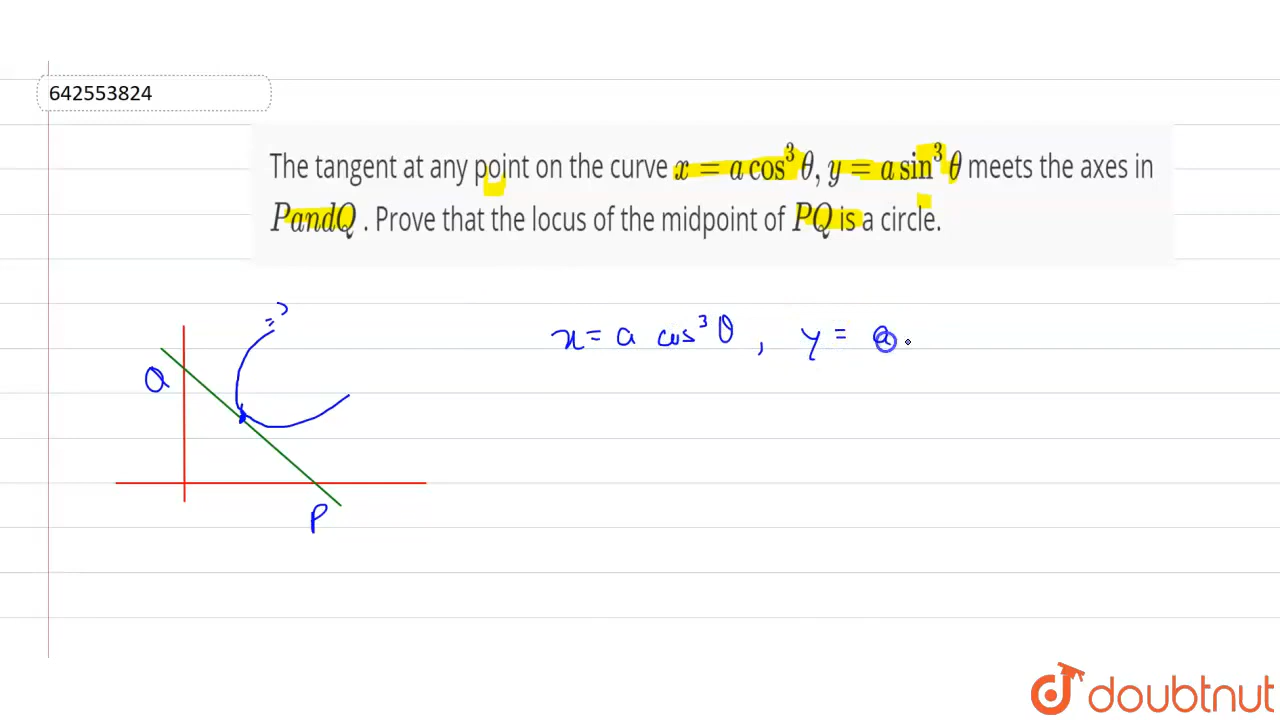 642553824
The tangent at any point on the curve x = a cos³ θ, y = a sin³ θ meets the axes in
PandQ . Prove that the locus of the midpoint of PQ is a circle.
x = a cos³ θ , y = a
Q
P
doubtnut